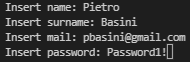 Insert name: Pietro
Insert surname: Basini
Insert mail: pbasini@gmail.com
Insert password: Password1!